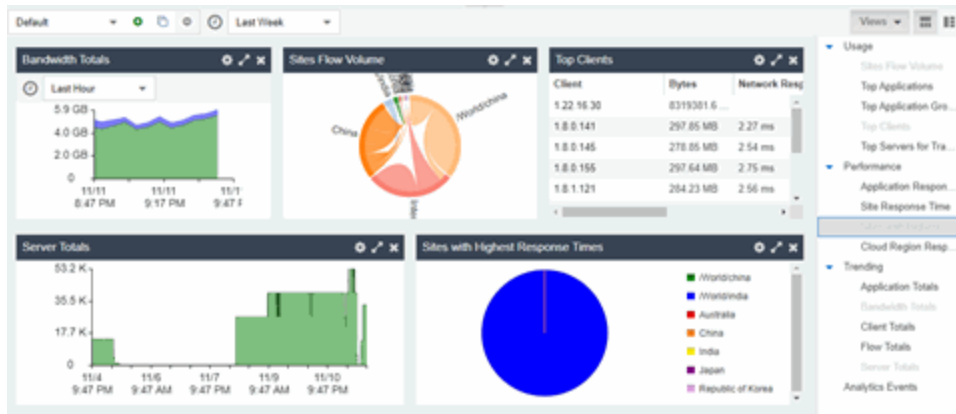 Default
Last Week
Views
Bandwidth Totals
Last Hour
5.9 GB
4.0 GB
2.0 GB
0
11/11 8:47 PM
11/11 9:17 PM
11/1 9:47 F
Sites Flow Volume
India
/World/china
China
Inter
Top Clients
Client Bytes Network Resp
1.22.16.30 8319381.6 ...
1.8.0.141 297.85 MB 2.27 ms
1.8.0.145 278.85 MB 2.54 ms
1.8.0.155 297.64 MB 2.75 ms
1.8.1.121 284.23 MB 2.56 ms
Server Totals
53.2 K
35.5 K
17.7 K
0
11/4 9:47 PM
11/6 9:47 AM
11/7 9:47 PM
11/9 9:47 AM
11/10 9:47 PM
Sites with Highest Response Times
/World/china
/World/india
Australia
China
India
Japan
Republic of Korea
Usage
Sites Flow Volume
Top Applications
Top Application Gro...
Top Clients
Top Servers for Tra...
Performance
Application Respon...
Site Response Time
Cloud Region Resp...
Trending
Application Totals
Bandwidth Totals
Client Totals
Flow Totals
Server Totals
Analytics Events